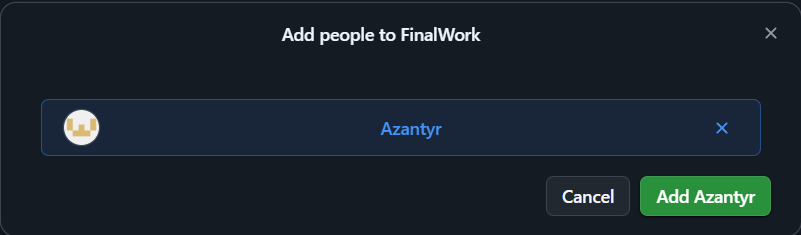 Add people to FinalWork
Azantyr
Cancel
Add Azantyr